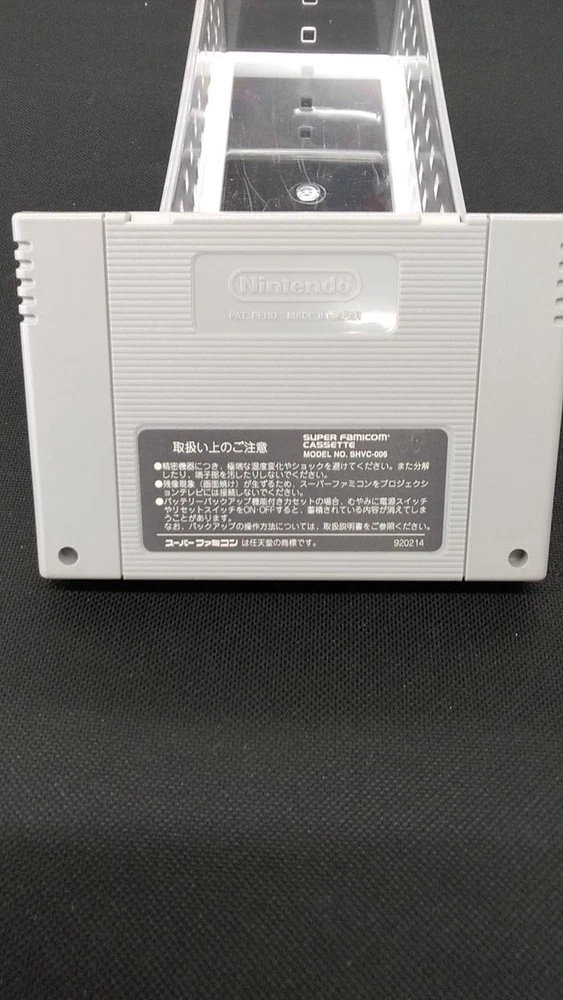 Nintendo
PAT. PEND. MADE IN JAPAN
取扱い上のご注意
SUPER FAMICOM
CASSETTE
MODEL NO. SHVC-006
●精密機器につき、極端な温度変化やショックを避けてください。また分解
したり、端子部を汚したりしないでください。
●残像現象（画面焼け）が生ずるため、スーパーファミコンをプロジェクシ
ョンテレビには接続しないでください。
●バッテリーバックアップ機能付きカセットの場合、むやみに電源スイッチ
やリセットスイッチをON·OFFすると、蓄積されている内容が消えてしま
うことがあります。
なお、バックアップの操作方法については、取扱説明書をご参照ください。
スーパーファミコン は任天堂の商標です。 920214